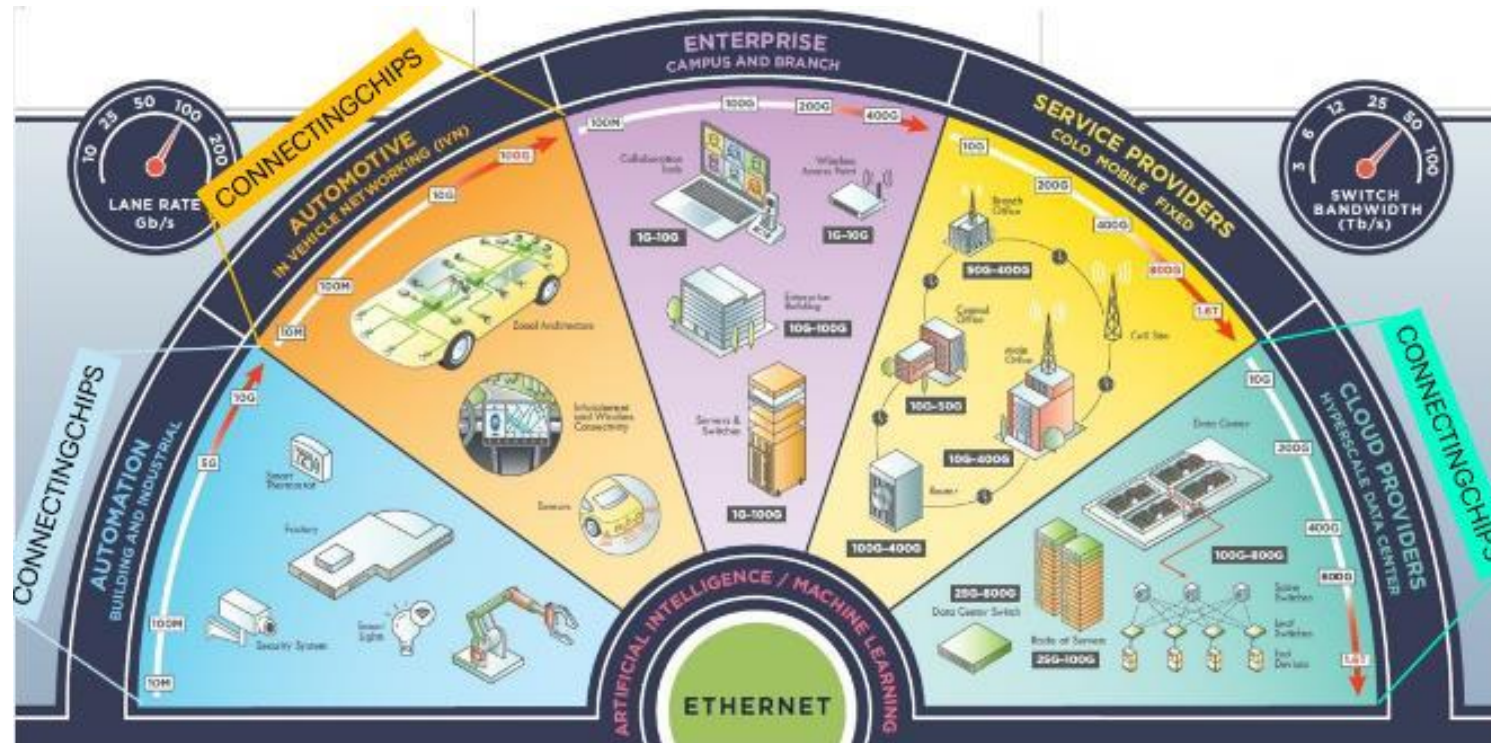 10
25
50
100
200
LANE RATE
Gb/s
3
6
12
25
50
100
SWITCH
BANDWIDTH
(Tb/s)
CONNECTINGCHIPS
CONNECTINGCHIPS
CONNECTINGCHIPS
AUTOMATION
BUILDING AND INDUSTRIAL
10M
100M
5G
10G
Smart
Thermostat
Factory
Security System
Smart
Lights
AUTOMOTIVE
IN VEHICLE NETWORKING (IVN)
10M
100M
10G
100G
Zonal Architecture
Infotainment
and Wireless
Connectivity
Sensors
ENTERPRISE
CAMPUS AND BRANCH
100M
100G
200G
400G
Collaboration
Tools
1G-10G
Wireless
Access Point
1G-10G
Enterprise
Building
10G-100G
Servers &
Switches
1G-100G
SERVICE PROVIDERS
COLO MOBILE FIXED
10G
200G
400G
800G
1.6T
Branch
Office
50G-400G
Central
Office
10G-50G
Cell Site
Office
10G-400G
Router
100G-400G
CLOUD PROVIDERS
HYPERSCALE DATA CENTER
10G
200G
400G
800G
1.6T
Data Center
100G-800G
25G-800G
Data Center Switch
of Servers
25G-100G
Spine
Switches
Leaf
Switches
End
Devices
ARTIFICIAL INTELLIGENCE / MACHINE LEARNING
ETHERNET